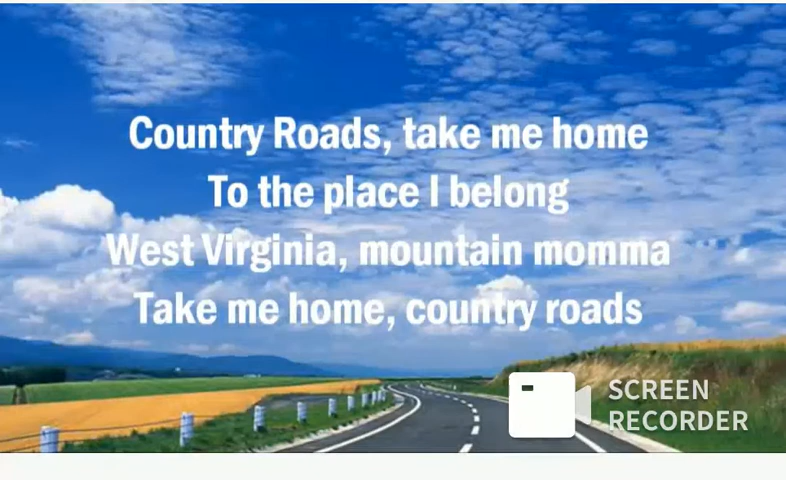 Country Roads, take me home
To the place I belong
West Virginia, mountain momma
Take me home, country roads
SCREEN
RECORDER